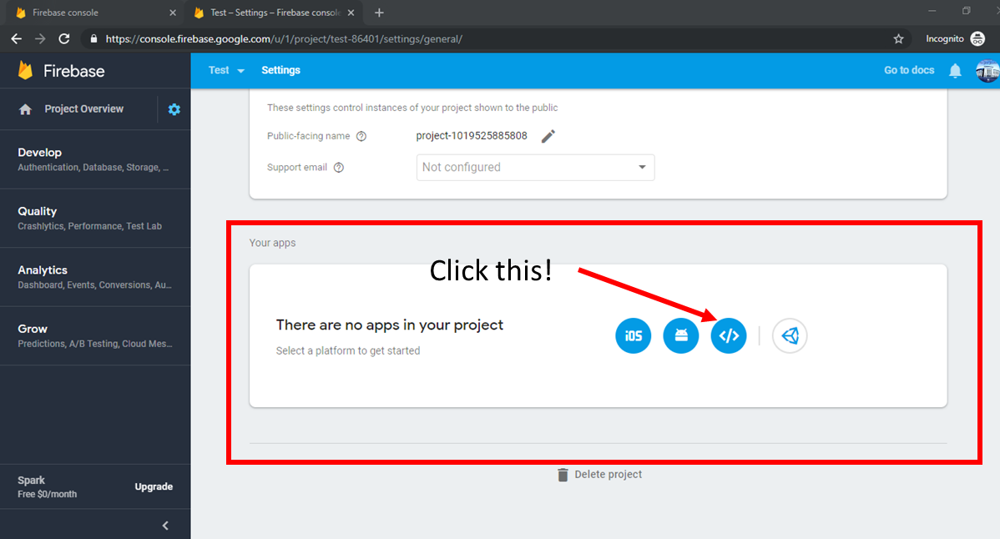 Firebase console
Test – Settings – Firebase consol
https://console.firebase.google.com/u/1/project/test-86401/settings/general/
Incognito
Firebase
Test
Settings
Go to docs
Project Overview
Develop
Authentication, Database, Storage, ...
Quality
Crashlytics, Performance, Test Lab
Analytics
Dashboard, Events, Conversions, Au...
Grow
Predictions, A/B Testing, Cloud Mes...
Spark
Free $0/month
Upgrade
These settings control instances of your project shown to the public
Public-facing name
project-1019525885808
Support email
Not configured
Your apps
Click this!
There are no apps in your project
Select a platform to get started
iOS
</>
Delete project